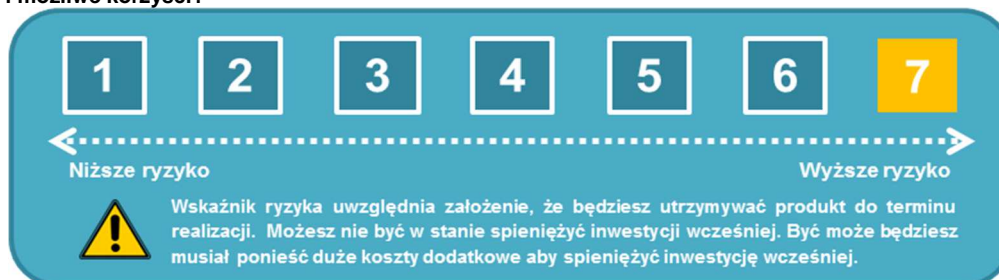 i możliwe korzyści?
1 2 3 4 5 6 7
Niższe ryzyko Wyższe ryzyko
Wskaźnik ryzyka uwzględnia założenie, że będziesz utrzymywać produkt do terminu
realizacji. Możesz nie być w stanie spieniężyć inwestycji wcześniej. Być może będziesz
musiał ponieść duże koszty dodatkowe aby spieniężyć inwestycję wcześniej.